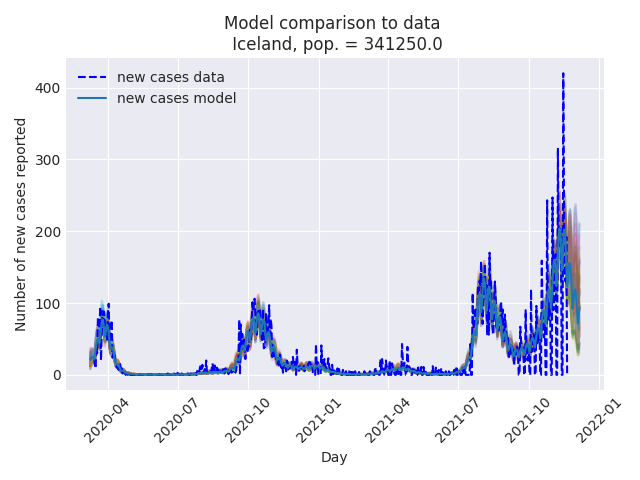 Model comparison to data
Iceland, pop. = 341250.0
new cases data
new cases model
Number of new cases reported
400
300
200
100
0
2020-04
2020-07
2020-10
2021-01
2021-04
2021-07
2021-10
2022-01
Day